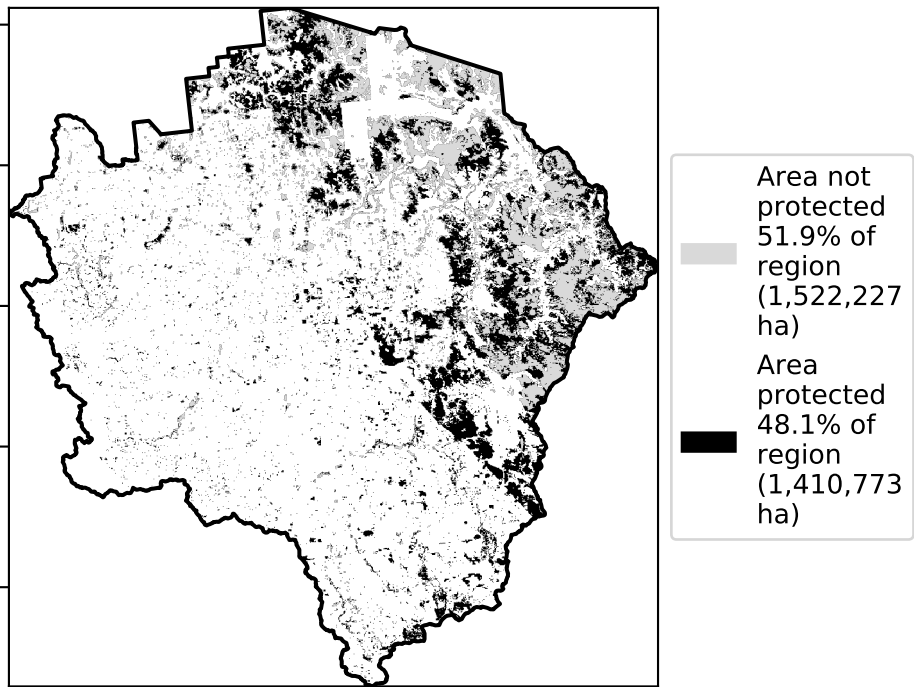 Area not
protected
51.9% of
region
(1,522,227
ha)
Area
protected
48.1% of
region
(1,410,773
ha)